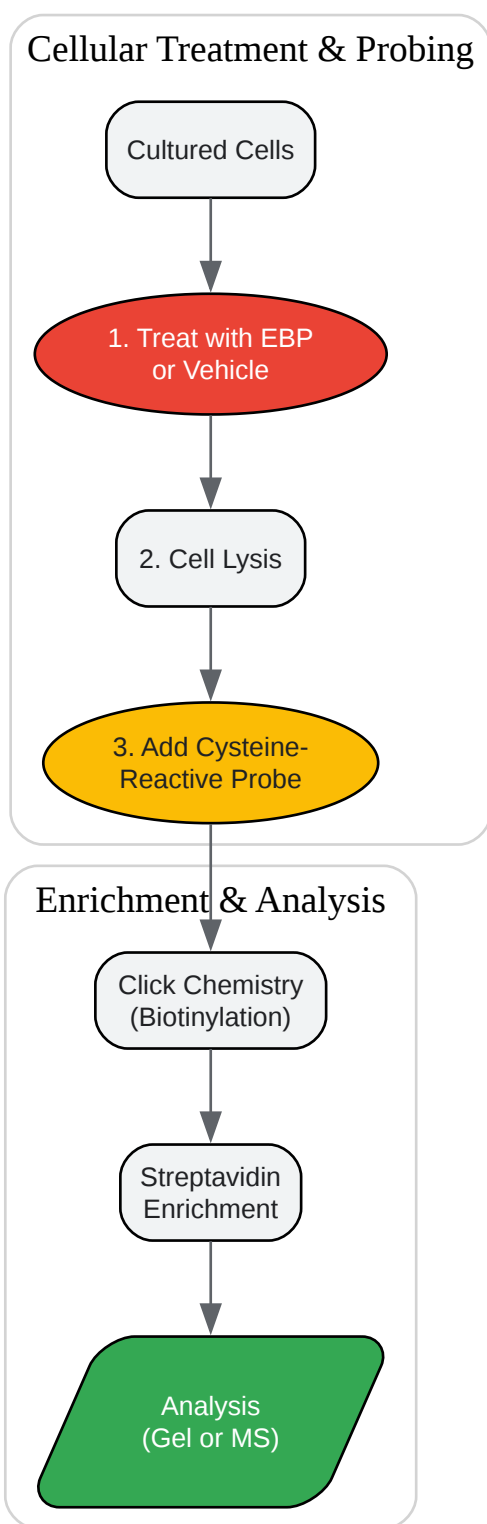 Cellular Treatment & Probing
Cultured Cells
1. Treat with EBP
or Vehicle
2. Cell Lysis
3. Add Cysteine-
Reactive Probe
Enrichment & Analysis
Click Chemistry
(Biotinylation)
Streptavidin
Enrichment
Analysis
(Gel or MS)